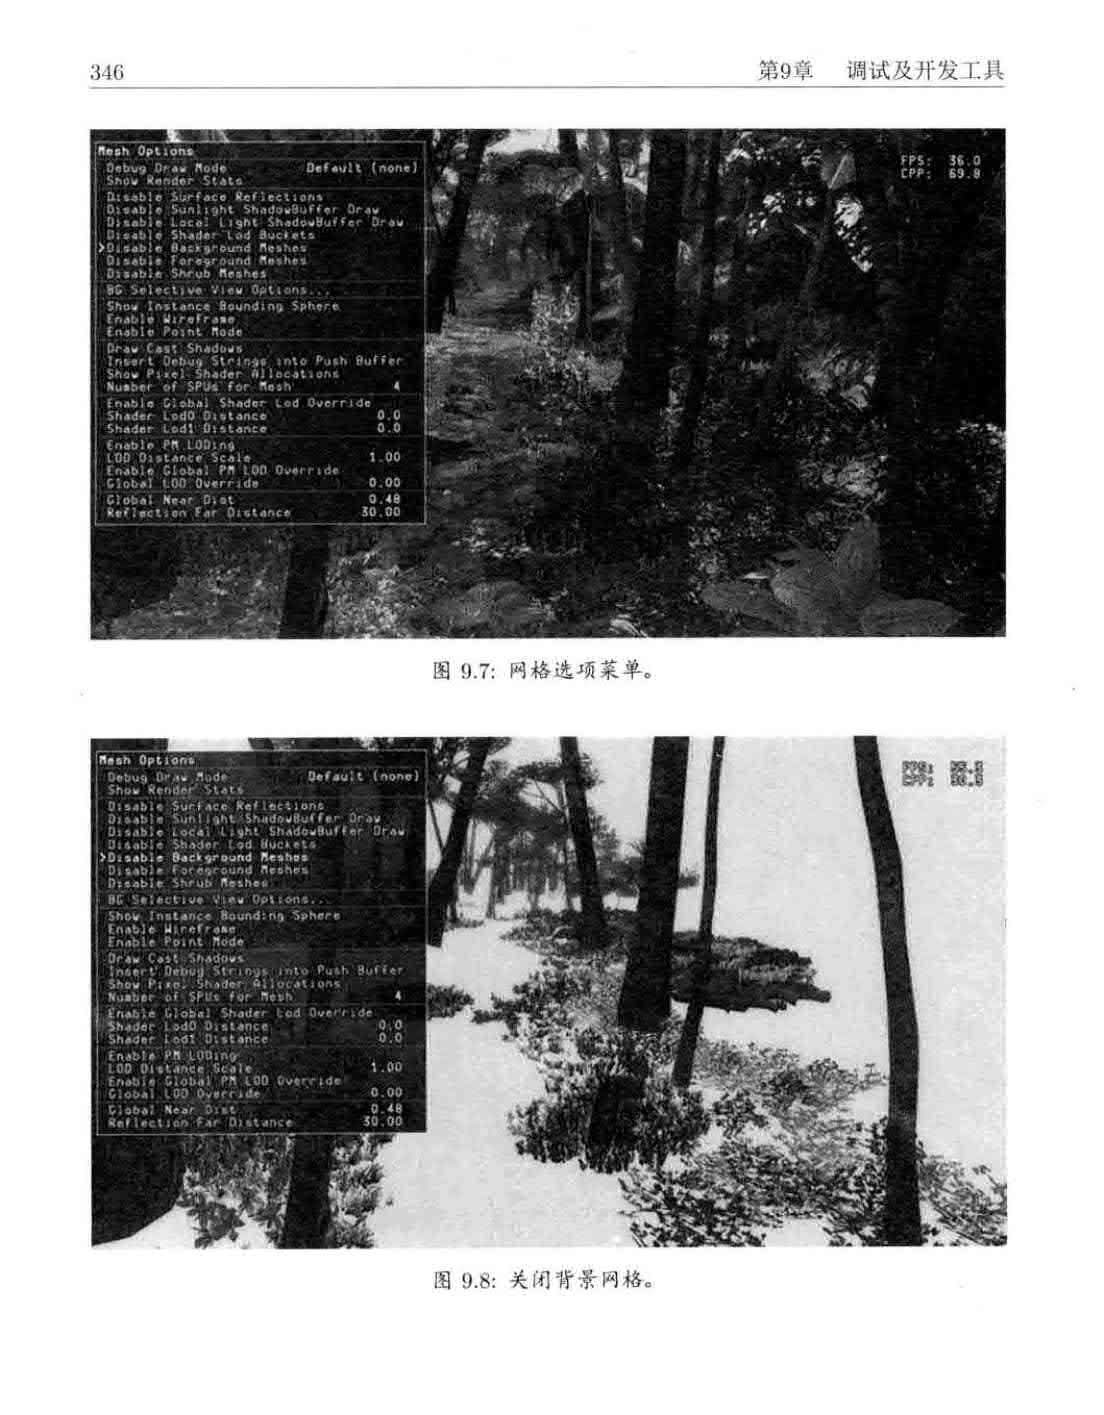 346
第9章 调试及开发工具
Mesh Options
Debug Draw Mode Default (none)
Show Render Stats
Disable Surface Reflections
Disable Sunlight ShadowBuffer Draw
Disable Local Light ShadowBuffer Draw
Disable Shader Lod Buckets
>Disable Background Meshes
Disable Foreground Meshes
Disable Shrub Meshes
BG Selective View Options...
Show Instance Bounding Sphere
Enable Wireframe
Enable Point Mode
Draw Cast Shadows
Insert Debug Strings into Push Buffer
Show Pixel Shader Allocations
Number of SPUs for Mesh 4
Enable Global Shader Lod Override
Shader Lod0 Distance 0.0
Shader Lod1 Distance 0.0
Enable PM LODing
LOD Distance Scale 1.00
Enable Global PM LOD Override
Global LOD Override 0.00
Global Near Dist 0.48
Reflection Far Distance 30.00
FPS: 36.0
CPP: 69.8
图 9.7: 网格选项菜单。
Mesh Options
Debug Draw Mode Default (none)
Show Render Stats
Disable Surface Reflections
Disable Sunlight ShadowBuffer Draw
Disable Local Light ShadowBuffer Draw
Disable Shader Lod Buckets
>Disable Background Meshes
Disable Foreground Meshes
Disable Shrub Meshes
BG Selective View Options...
Show Instance Bounding Sphere
Enable Wireframe
Enable Point Mode
Draw Cast Shadows
Insert Debug Strings into Push Buffer
Show Pixel Shader Allocations
Number of SPUs for Mesh 4
Enable Global Shader Lod Override
Shader Lod0 Distance 0.0
Shader Lod1 Distance 0.0
Enable PM LODing
LOD Distance Scale 1.00
Enable Global PM LOD Override
Global LOD Override 0.00
Global Near Dist 0.48
Reflection Far Distance 30.00
FPS:
CPP:
图 9.8: 关闭背景网格。